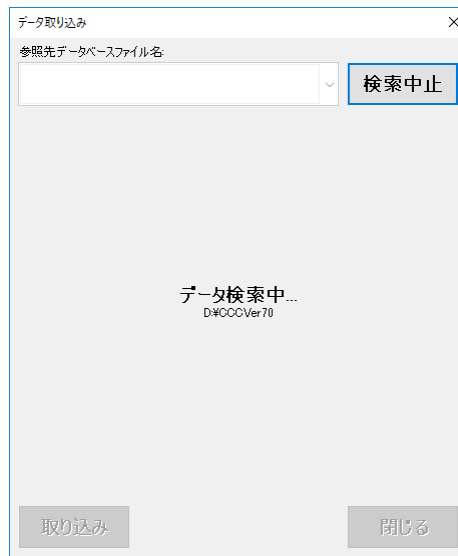 データ取り込み
参照先データベースファイル名:
検索中止
データ検索中...
D:¥CCCVer70
取り込み
閉じる